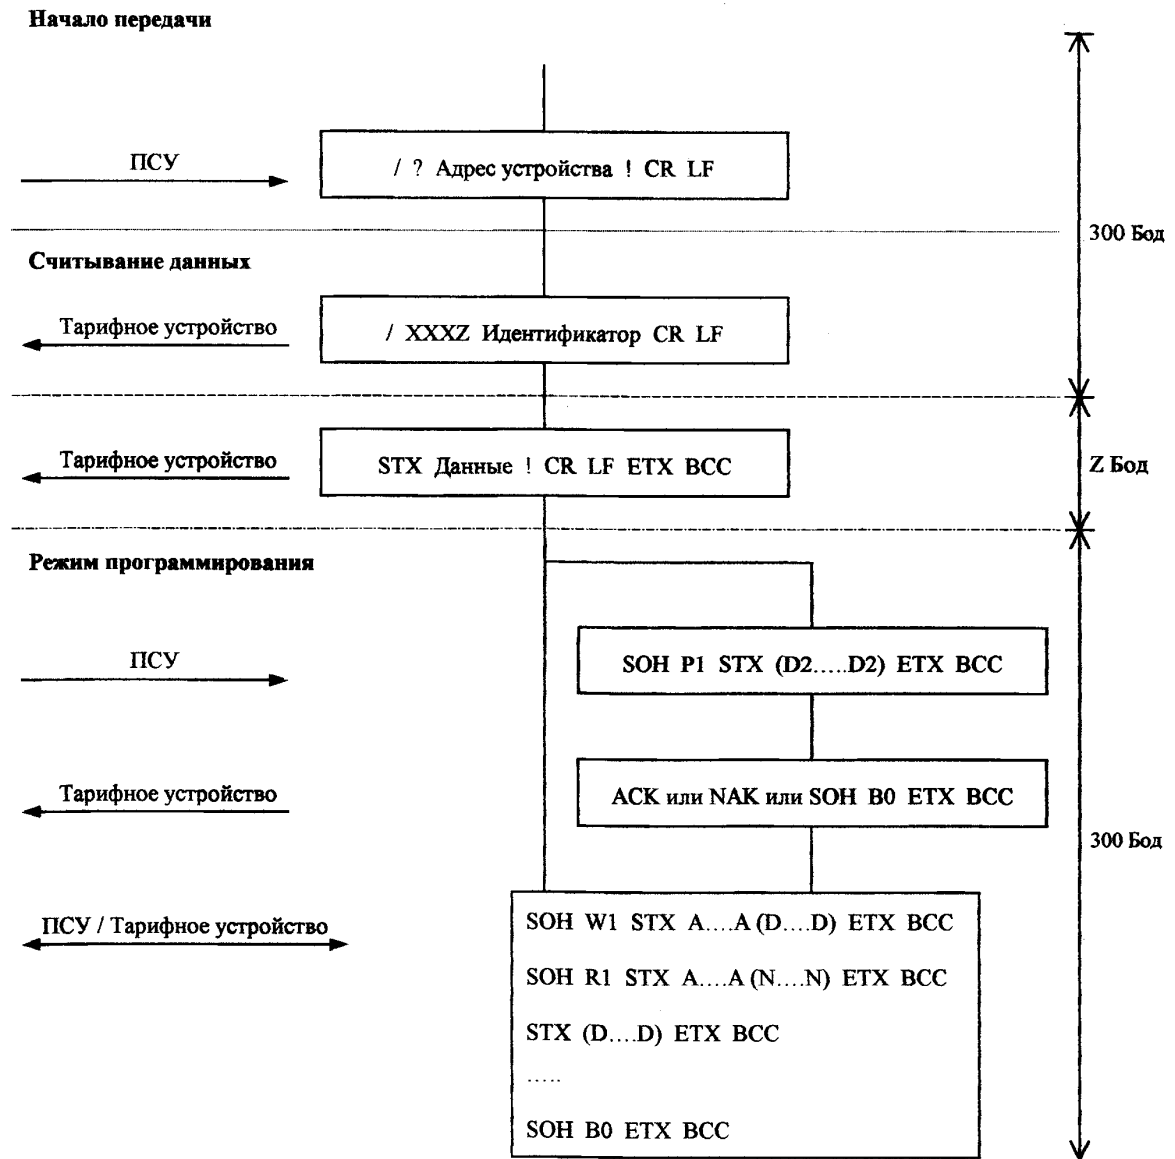 Начало передачи
ПСУ
/ ? Адрес устройства ! CR LF
300 Бод
Считывание данных
Тарифное устройство
/ XXXZ Идентификатор CR LF
Тарифное устройство
STX Данные ! CR LF ETX BCC
Z Бод
Режим программирования
ПСУ
SOH P1 STX (D2.....D2) ETX BCC
Тарифное устройство
ACK или NAK или SOH B0 ETX BCC
300 Бод
ПСУ / Тарифное устройство
SOH W1 STX A....A (D....D) ETX BCC
SOH R1 STX A....A (N....N) ETX BCC
STX (D....D) ETX BCC
.....
SOH B0 ETX BCC